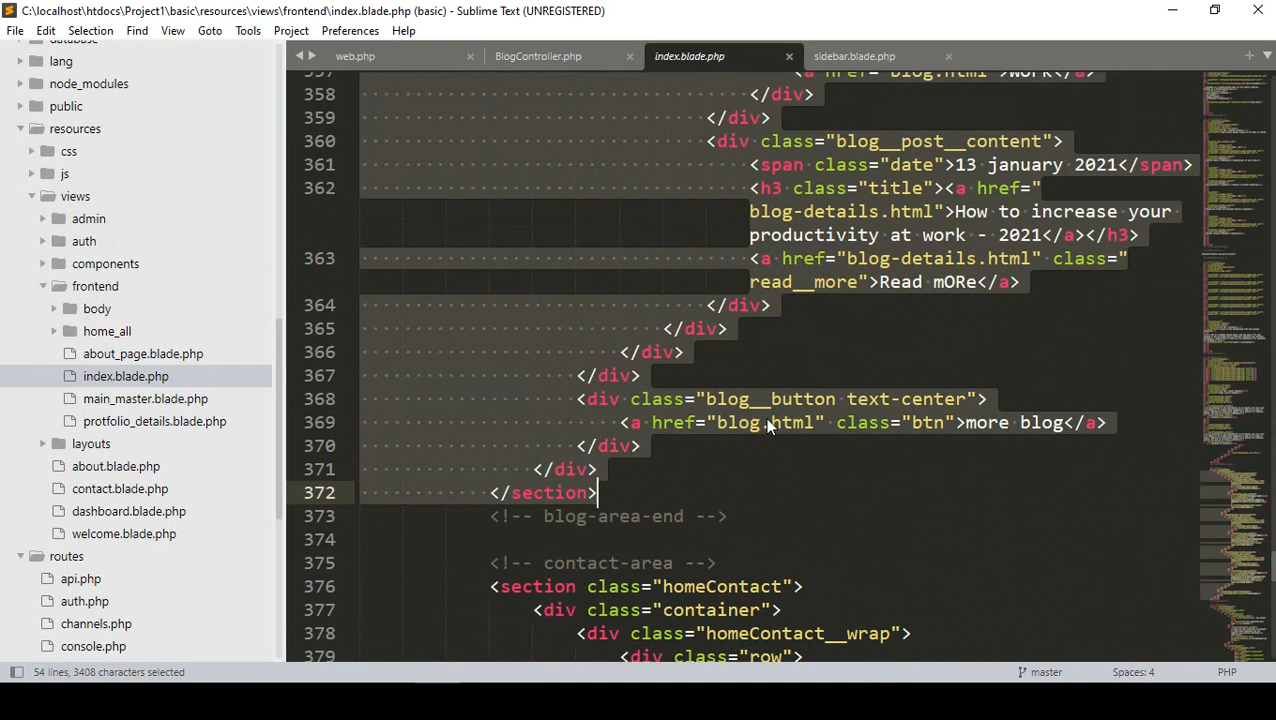 C:\localhost\htdocs\Project1\basic\resources\views\frontend\index.blade.php (basic) - Sublime Text (UNREGISTERED)
File Edit Selection Find View Goto Tools Project Preferences Help
database
lang
node_modules
public
resources
css
js
views
admin
auth
components
frontend
body
home_all
about_page.blade.php
index.blade.php
main_master.blade.php
protfolio_details.blade.php
layouts
about.blade.php
contact.blade.php
dashboard.blade.php
welcome.blade.php
routes
api.php
auth.php
channels.php
console.php
web.php BlogController.php index.blade.php sidebar.blade.php
357 <a href="blog.html">work</a>
358 </div>
359 </div>
360 <div class="blog__post__content">
361 <span class="date">13 january 2021</span>
362 <h3 class="title"><a href="
blog-details.html">How to increase your
productivity at work - 2021</a></h3>
363 <a href="blog-details.html" class="
read__more">Read mORe</a>
364 </div>
365 </div>
366 </div>
367 </div>
368 <div class="blog__button text-center">
369 <a href="blog.html" class="btn">more blog</a>
370 </div>
371 </div>
372 </section>
373 <!-- blog-area-end -->
374
375 <!-- contact-area -->
376 <section class="homeContact">
377 <div class="container">
378 <div class="homeContact__wrap">
379 <div class="row">
54 lines, 3408 characters selected master Spaces: 4 PHP